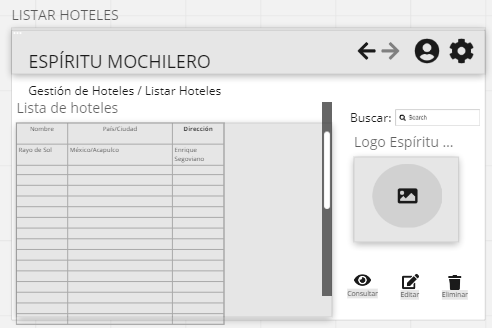 LISTAR HOTELES
ESPÍRITU MOCHILERO
Gestión de Hoteles / Listar Hoteles
Lista de hoteles
Buscar: Search
Nombre País/Ciudad Dirección
Rayo de Sol México/Acapulco Enrique
Segoviano
Logo Espíritu ...
Consultar Editar Eliminar